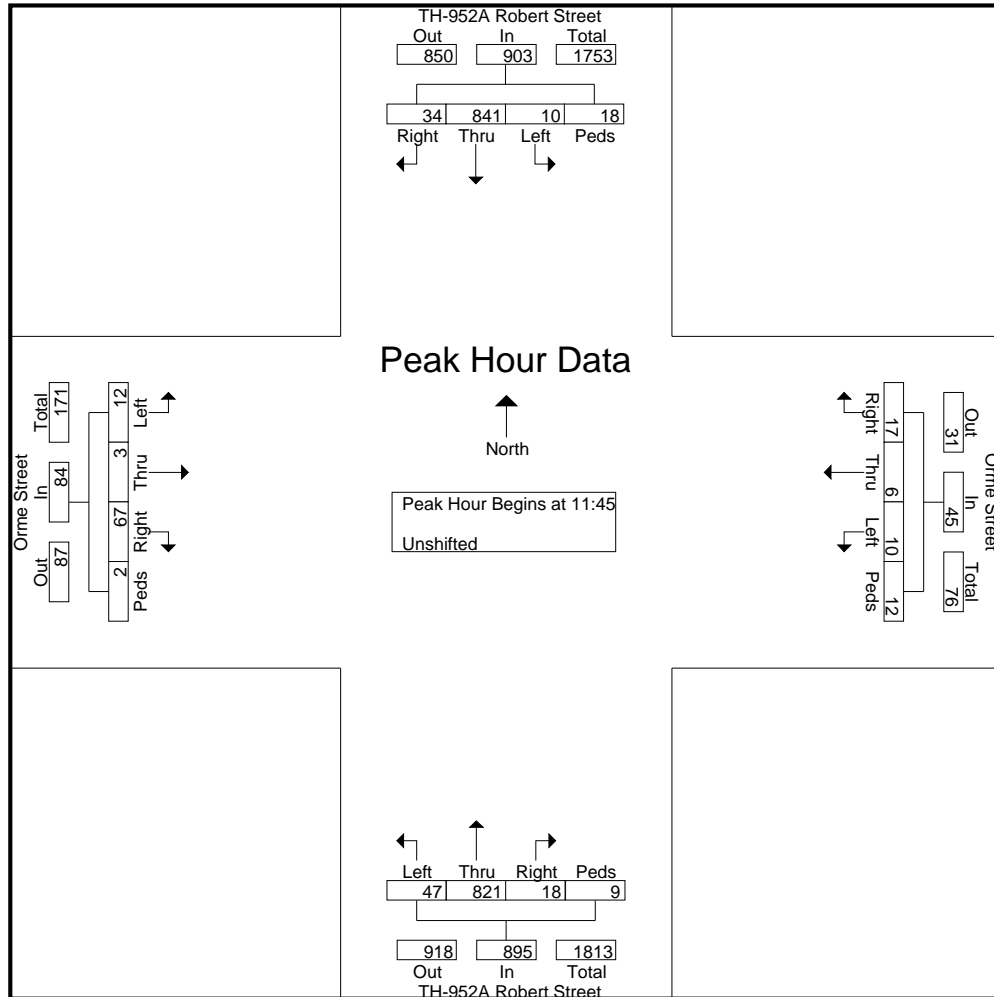 TH-952A Robert Street
Out In Total
850 903 1753
34 841 10 18
Right Thru Left Peds
Peak Hour Data
North
Peak Hour Begins at 11:45
Unshifted
Orme Street
Out In Total
87 84 171
12 3 67 2
Left Thru Right Peds
Orme Street
Out In Total
31 45 76
17 6 10 12
Right Thru Left Peds
Left Thru Right Peds
47 821 18 9
918 895 1813
Out In Total
TH-952A Robert Street